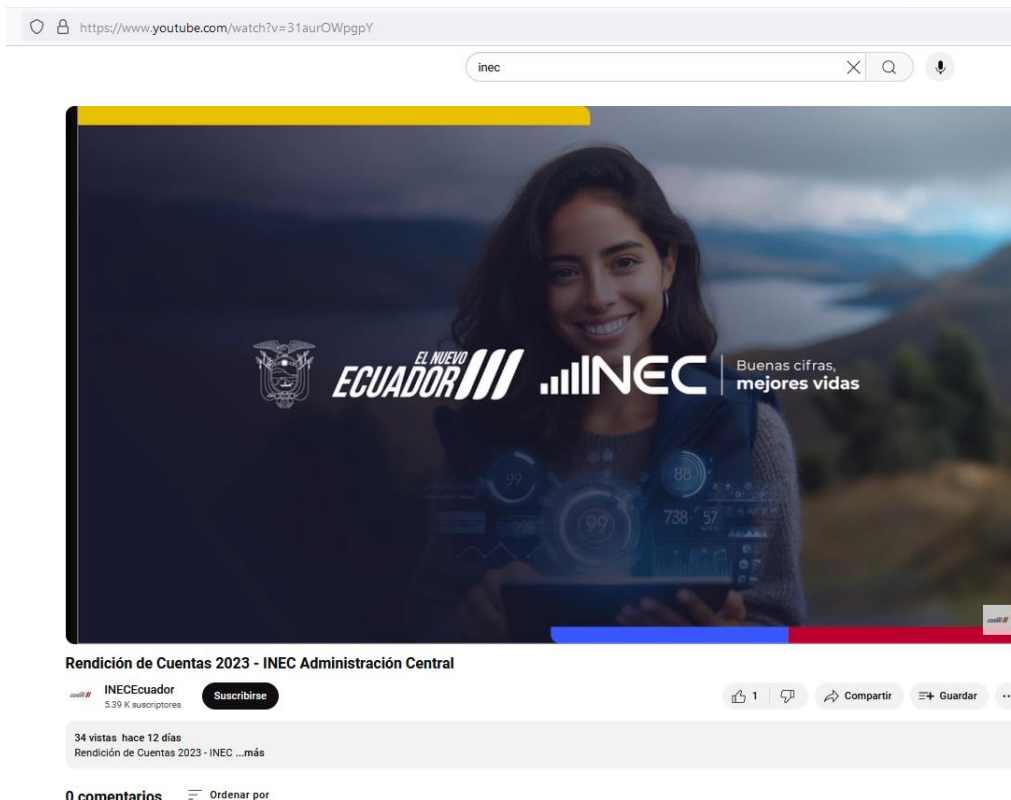 https://www.youtube.com/watch?v=31aurOWpgpY
inec
EL NUEVO
ECUADOR
INEC
Buenas cifras,
mejores vidas
99
88
99
738 57
Rendición de Cuentas 2023 - INEC Administración Central
INECEcuador
5.39 K suscriptores
Suscribirse
1
Compartir
Guardar
34 vistas hace 12 días
Rendición de Cuentas 2023 - INEC ...más
0 comentarios
Ordenar por